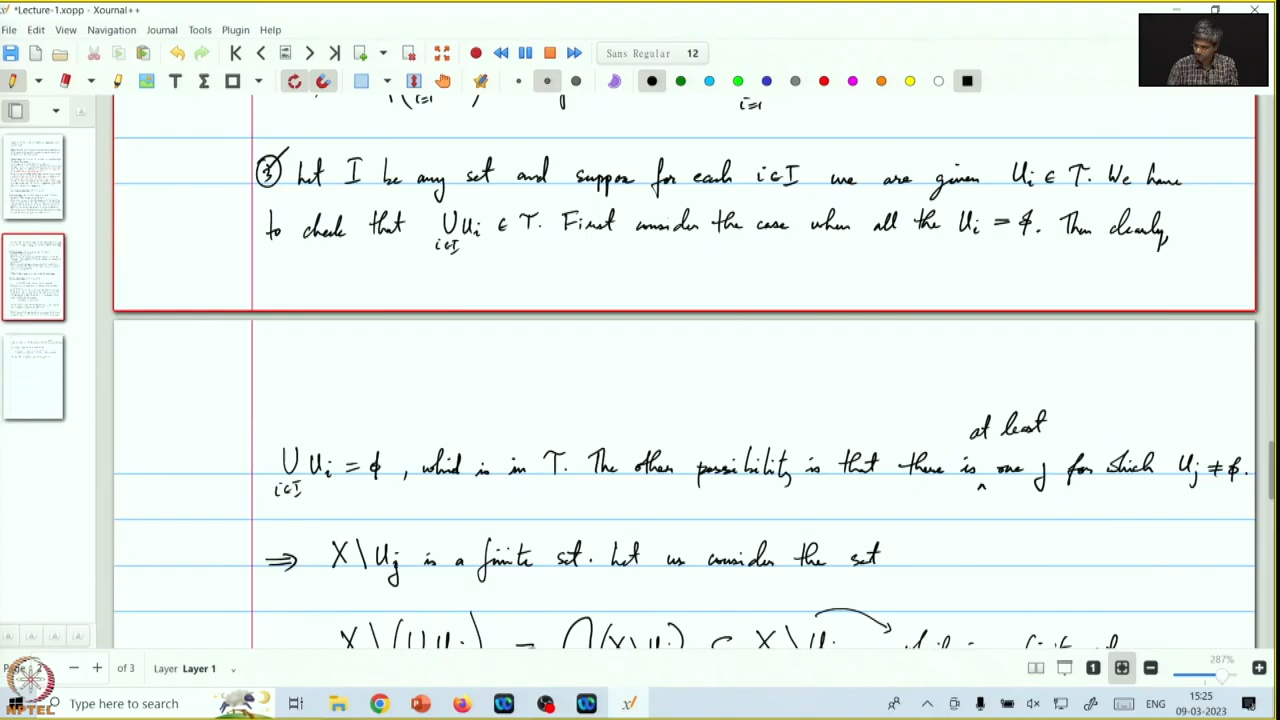 *Lecture-1.xopp - Xournal++
File Edit View Navigation Journal Tools Plugin Help
Sans Regular 12
i=1 i=1
③ Let I be any set and suppose for each i∈I we are given Ui ∈ T. We have
to check that ⋃ Ui ∈ T. First consider the case when all the Ui = ϕ. Then clearly,
i∈I
at least
⋃ Ui = ϕ, which is in T. The other possibility is that there is ^ one j for which Uj ≠ ϕ.
i∈I
⇒ X \ Uj is a finite set. Let us consider the set
of 3 Layer Layer 1 287%
NPTEL
Type here to search ENG 15:25
09-03-2023